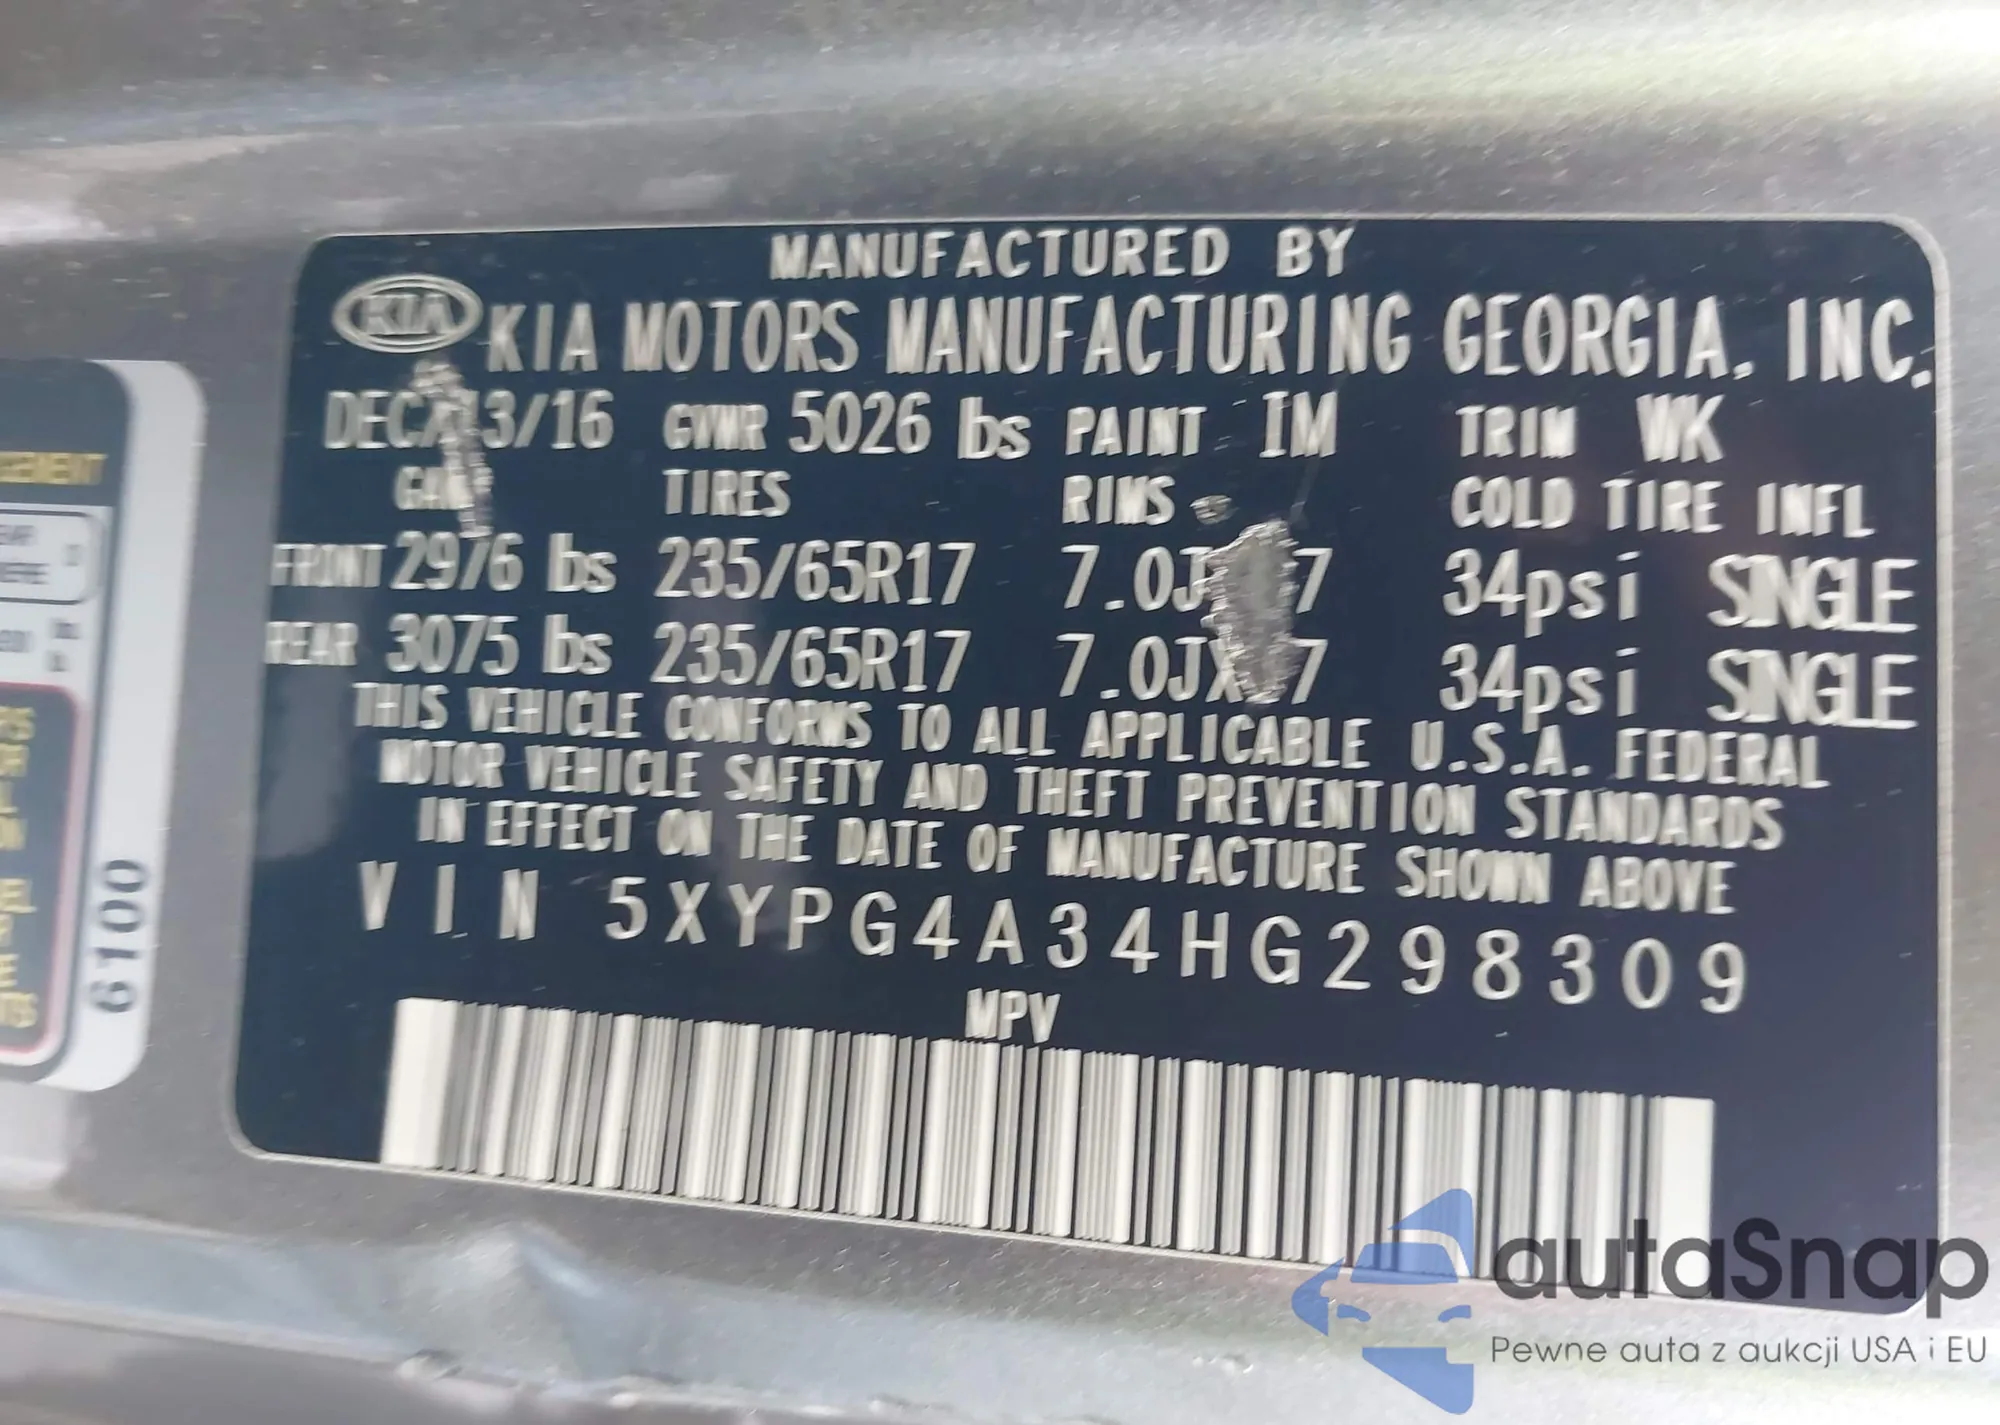 MANUFACTURED BY
KIA KIA MOTORS MANUFACTURING GEORGIA, INC.
GVWR 5026 lbs PAINT IM TRIM WK
TIRES RIMS COLD TIRE INFL
FRONT 2976 lbs 235/65R17 34psi SINGLE
REAR 3075 lbs 235/65R17 34psi SINGLE
THIS VEHICLE CONFORMS TO ALL APPLICABLE U.S.A. FEDERAL
MOTOR VEHICLE SAFETY AND THEFT PREVENTION STANDARDS
IN EFFECT ON THE DATE OF MANUFACTURE SHOWN ABOVE
VIN 5XYPG4A34HG298309
MPV
6100
autaSnap
Pewne auta z aukcji USA i EU